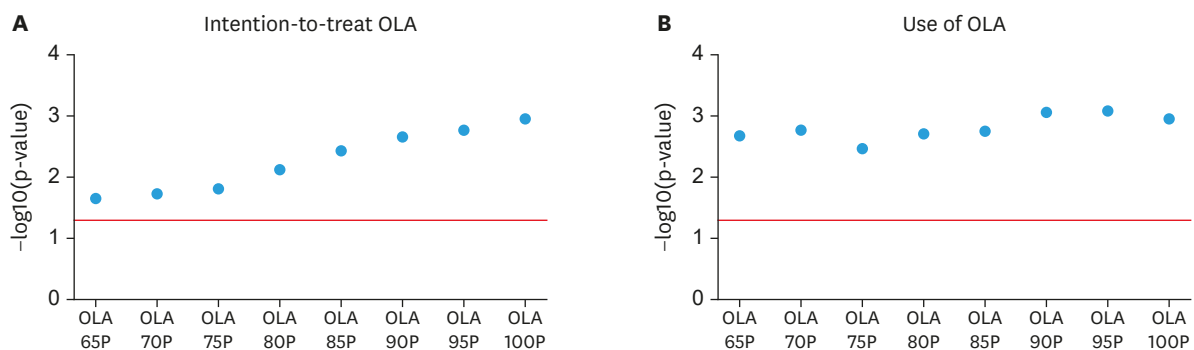 A Intention-to-treat OLA
−log10(p-value)
4
3
2
1
0
OLA OLA OLA OLA OLA OLA OLA OLA
65P 70P 75P 80P 85P 90P 95P 100P
B Use of OLA
−log10(p-value)
4
3
2
1
0
OLA OLA OLA OLA OLA OLA OLA OLA
65P 70P 75P 80P 85P 90P 95P 100P